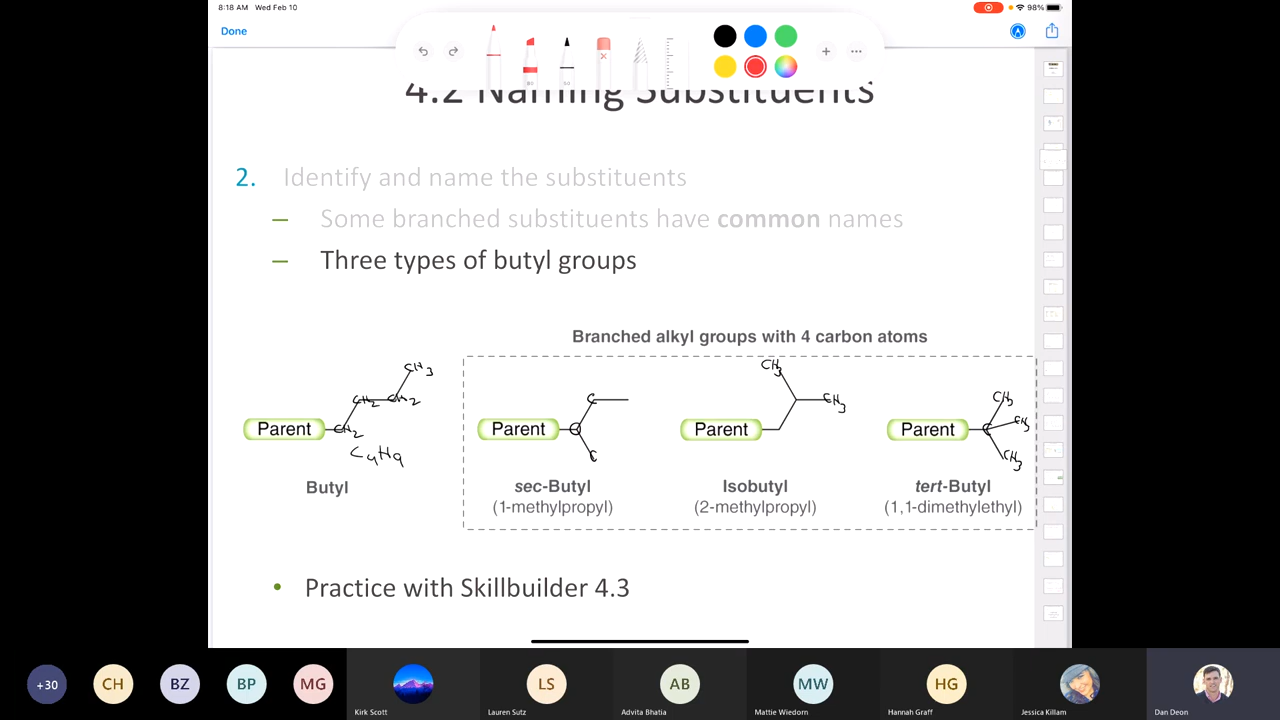 8:18 AM Wed Feb 10
98%
Done
4.2 Naming Substituents
2. Identify and name the substituents
— Some branched substituents have common names
— Three types of butyl groups
Branched alkyl groups with 4 carbon atoms
CH3
CH3
CH2 CH2
C
CH3
CH3
CH3
Parent CH2
Parent
Parent
Parent C
C4H9
C
CH3
Butyl
sec-Butyl
Isobutyl
tert-Butyl
(1-methylpropyl)
(2-methylpropyl)
(1,1-dimethylethyl)
• Practice with Skillbuilder 4.3
+30
CH
BZ
BP
MG
LS
AB
MW
HG
Kirk Scott
Lauren Sutz
Advita Bhatia
Mattie Wiedorn
Hannah Graff
Jessica Killam
Dan Deon